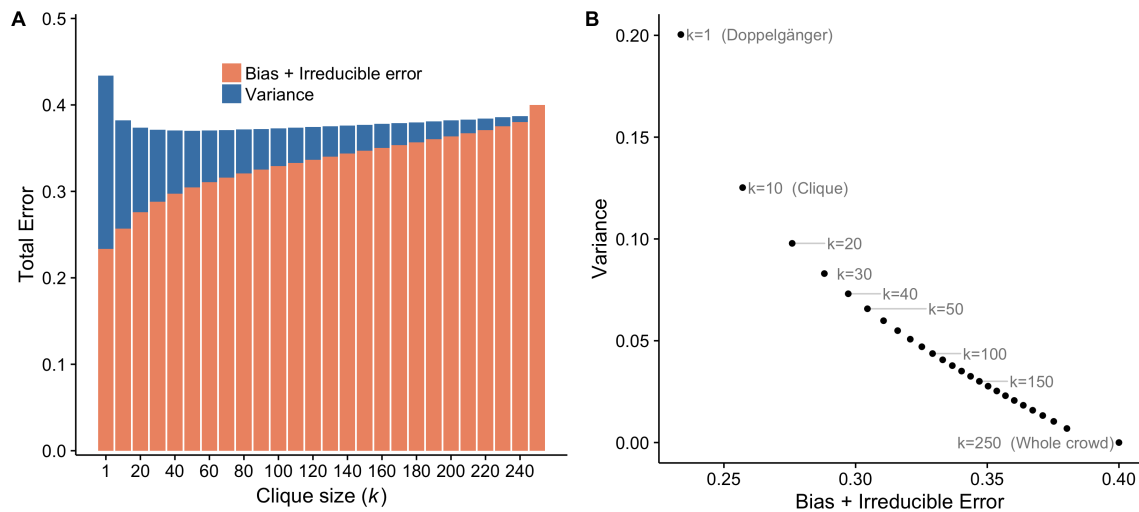 A
0.5
0.4
0.3
0.2
0.1
0.0
Total Error
Bias + Irreducible error
Variance
1 20 40 60 80 100 120 140 160 180 200 220 240
Clique size (k)
B
0.20
0.15
0.10
0.05
0.00
Variance
k=1 (Doppelgänger)
k=10 (Clique)
k=20
k=30
k=40
k=50
k=100
k=150
k=250 (Whole crowd)
0.25 0.30 0.35 0.40
Bias + Irreducible Error